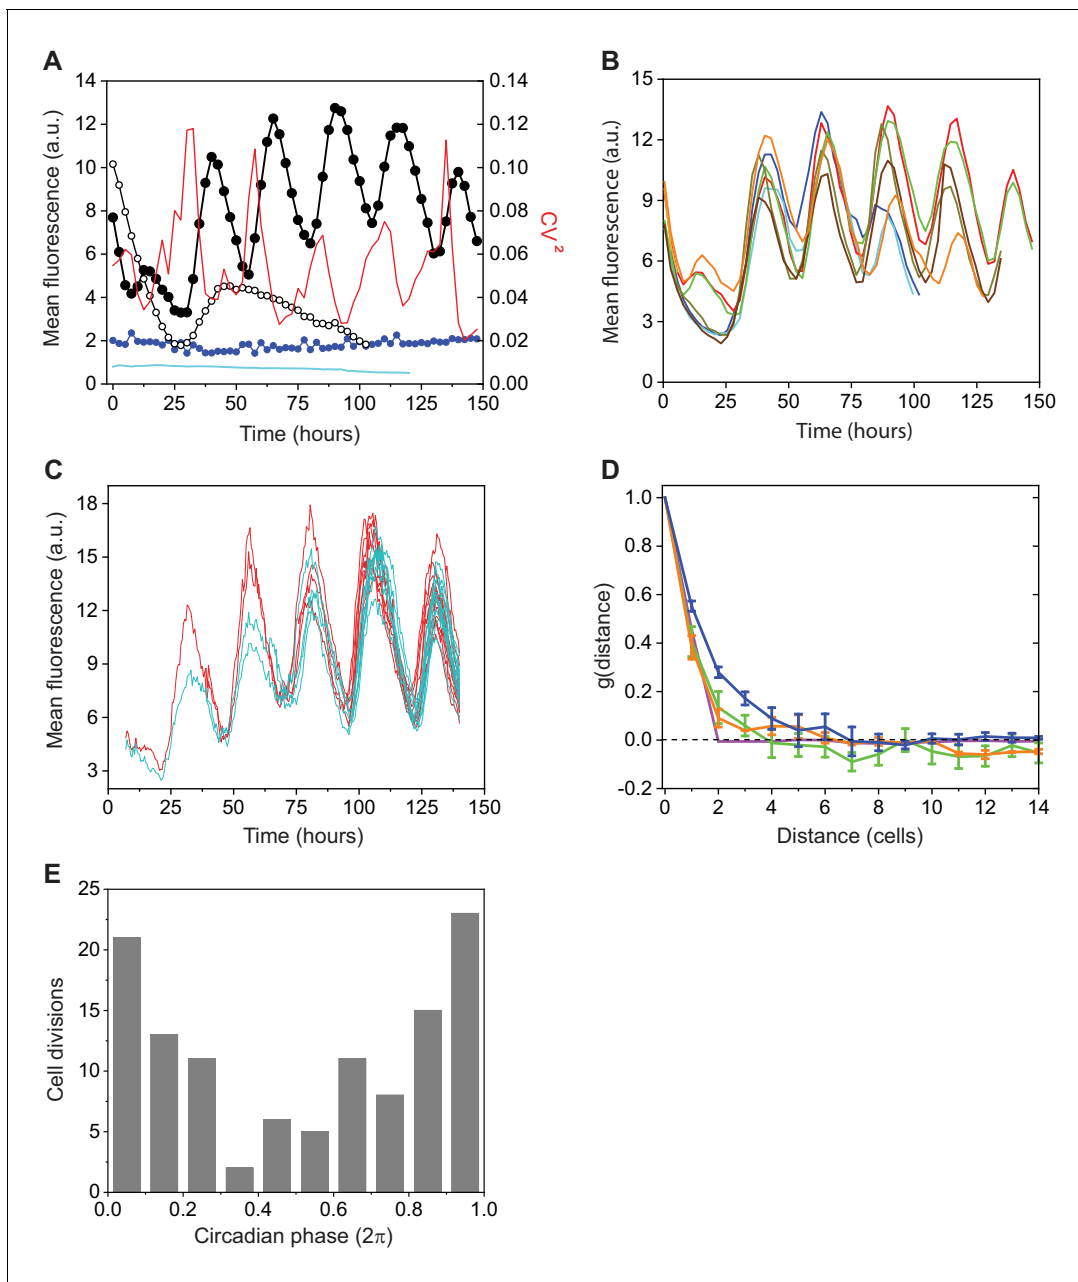 A
Mean fluorescence (a.u.)
14
12
10
8
6
4
2
0
0.14
0.12
0.10
0.08
0.06
0.04
0.02
0.00
CV²
0 25 50 75 100 125 150
Time (hours)
B
Mean fluorescence (a.u.)
15
12
9
6
3
0
0 25 50 75 100 125 150
Time (hours)
C
Mean fluorescence (a.u.)
18
15
12
9
6
3
0 25 50 75 100 125 150
Time (hours)
D
g(distance)
1.0
0.8
0.6
0.4
0.2
0.0
-0.2
0 2 4 6 8 10 12 14
Distance (cells)
E
Cell divisions
25
20
15
10
5
0
0.0 0.2 0.4 0.6 0.8 1.0
Circadian phase (2π)